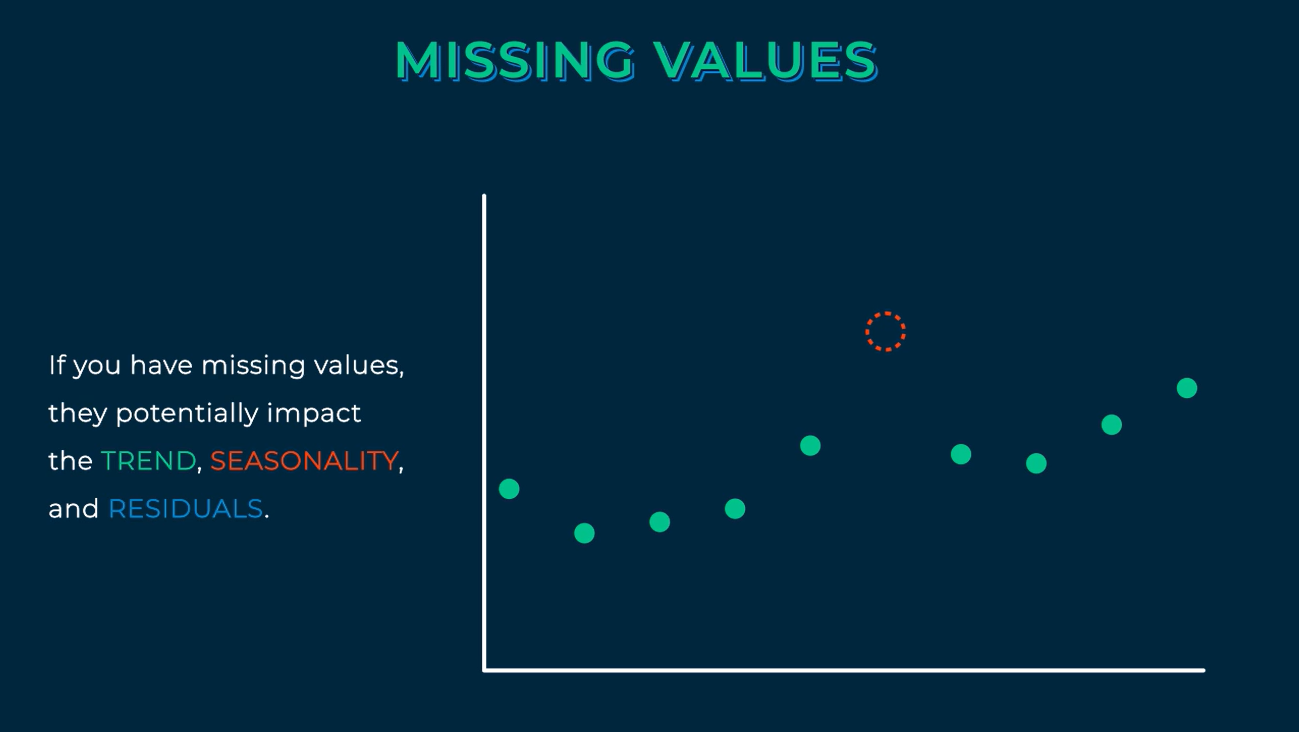 MISSING VALUES
If you have missing values,
they potentially impact
the TREND, SEASONALITY,
and RESIDUALS.